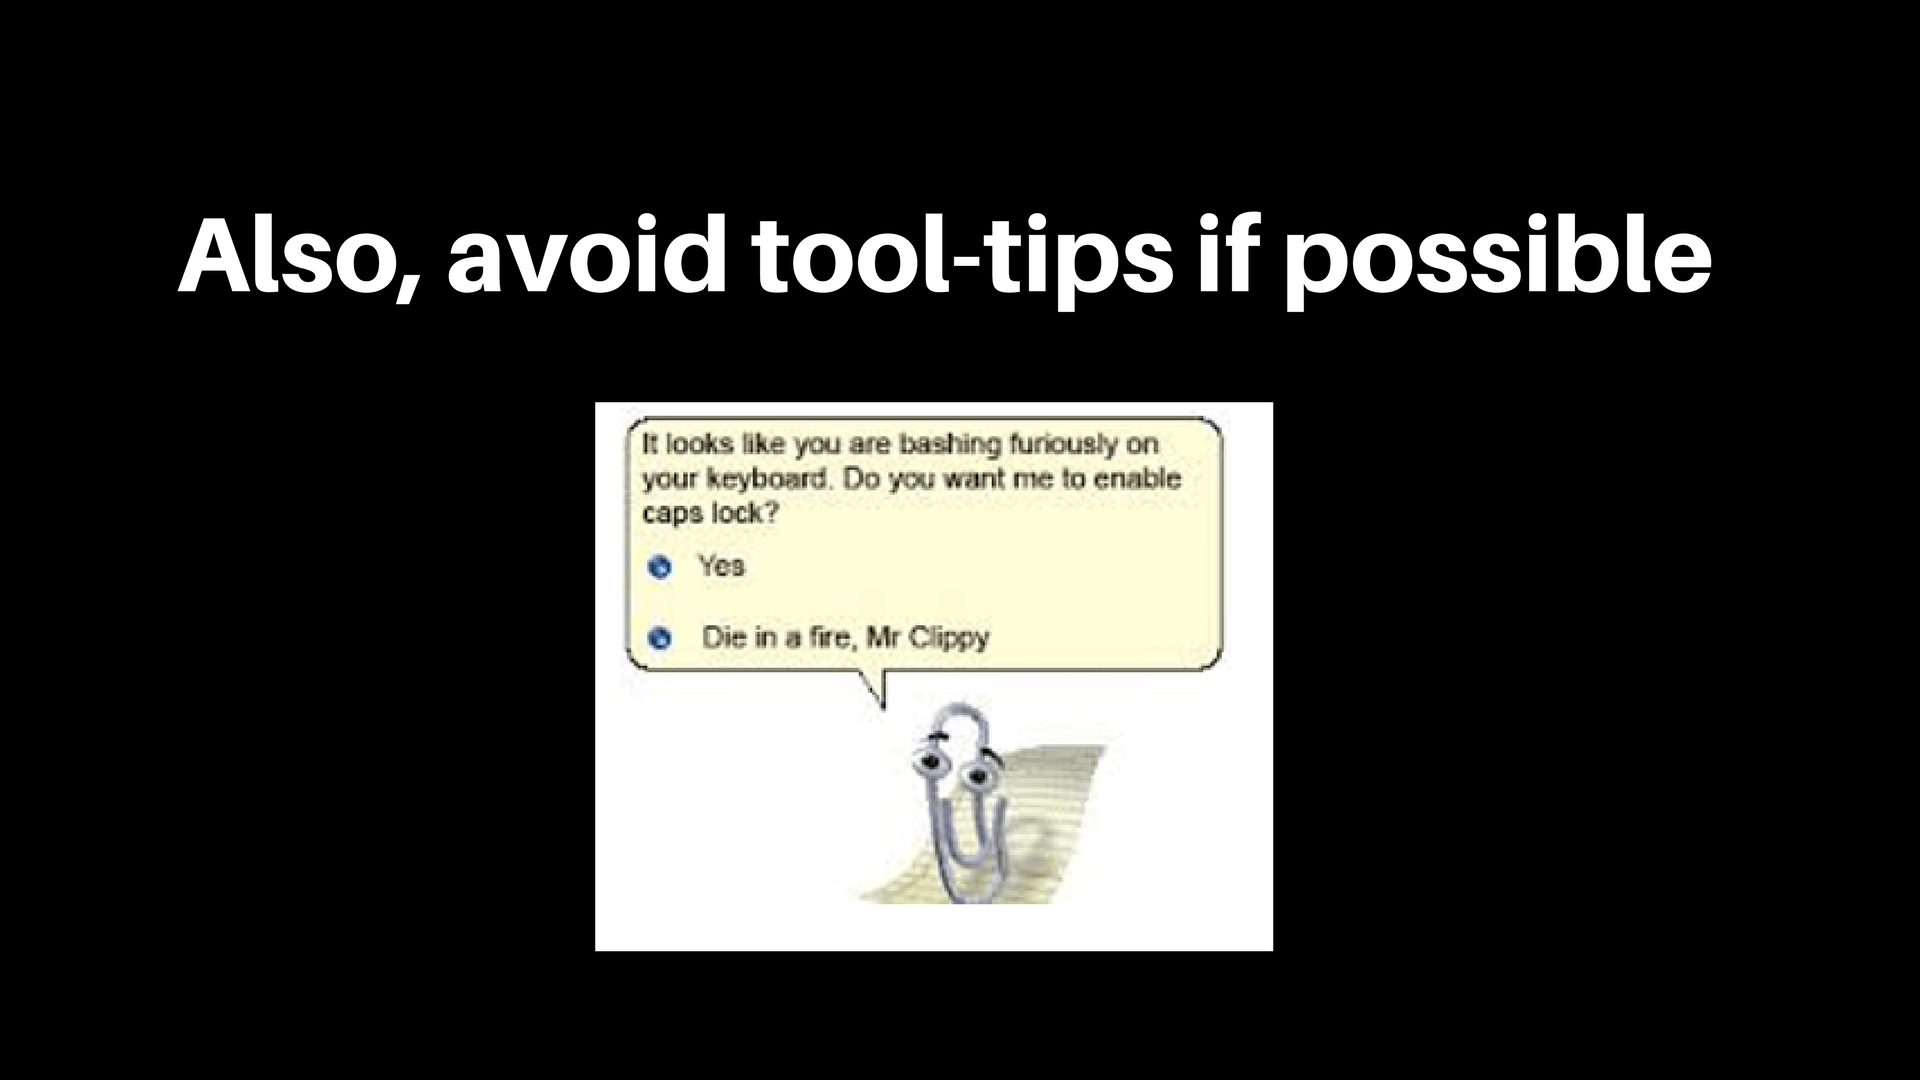 Also, avoid tool-tips if possible
It looks like you are bashing furiously on
your keyboard. Do you want me to enable
caps lock?
Yes
Die in a fire, Mr Clippy